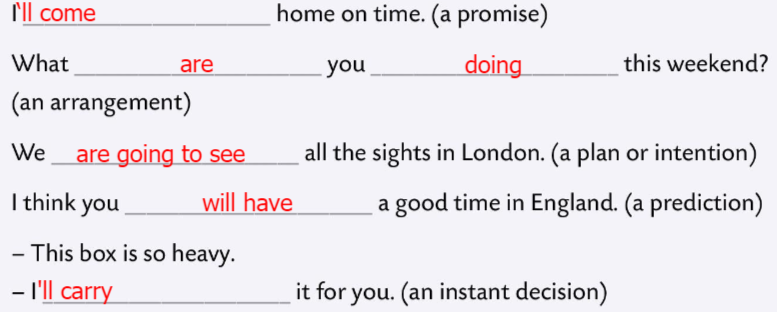 I'll come home on time. (a promise)
What are you doing this weekend?
(an arrangement)
We are going to see all the sights in London. (a plan or intention)
I think you will have a good time in England. (a prediction)
– This box is so heavy.
– I'll carry it for you. (an instant decision)